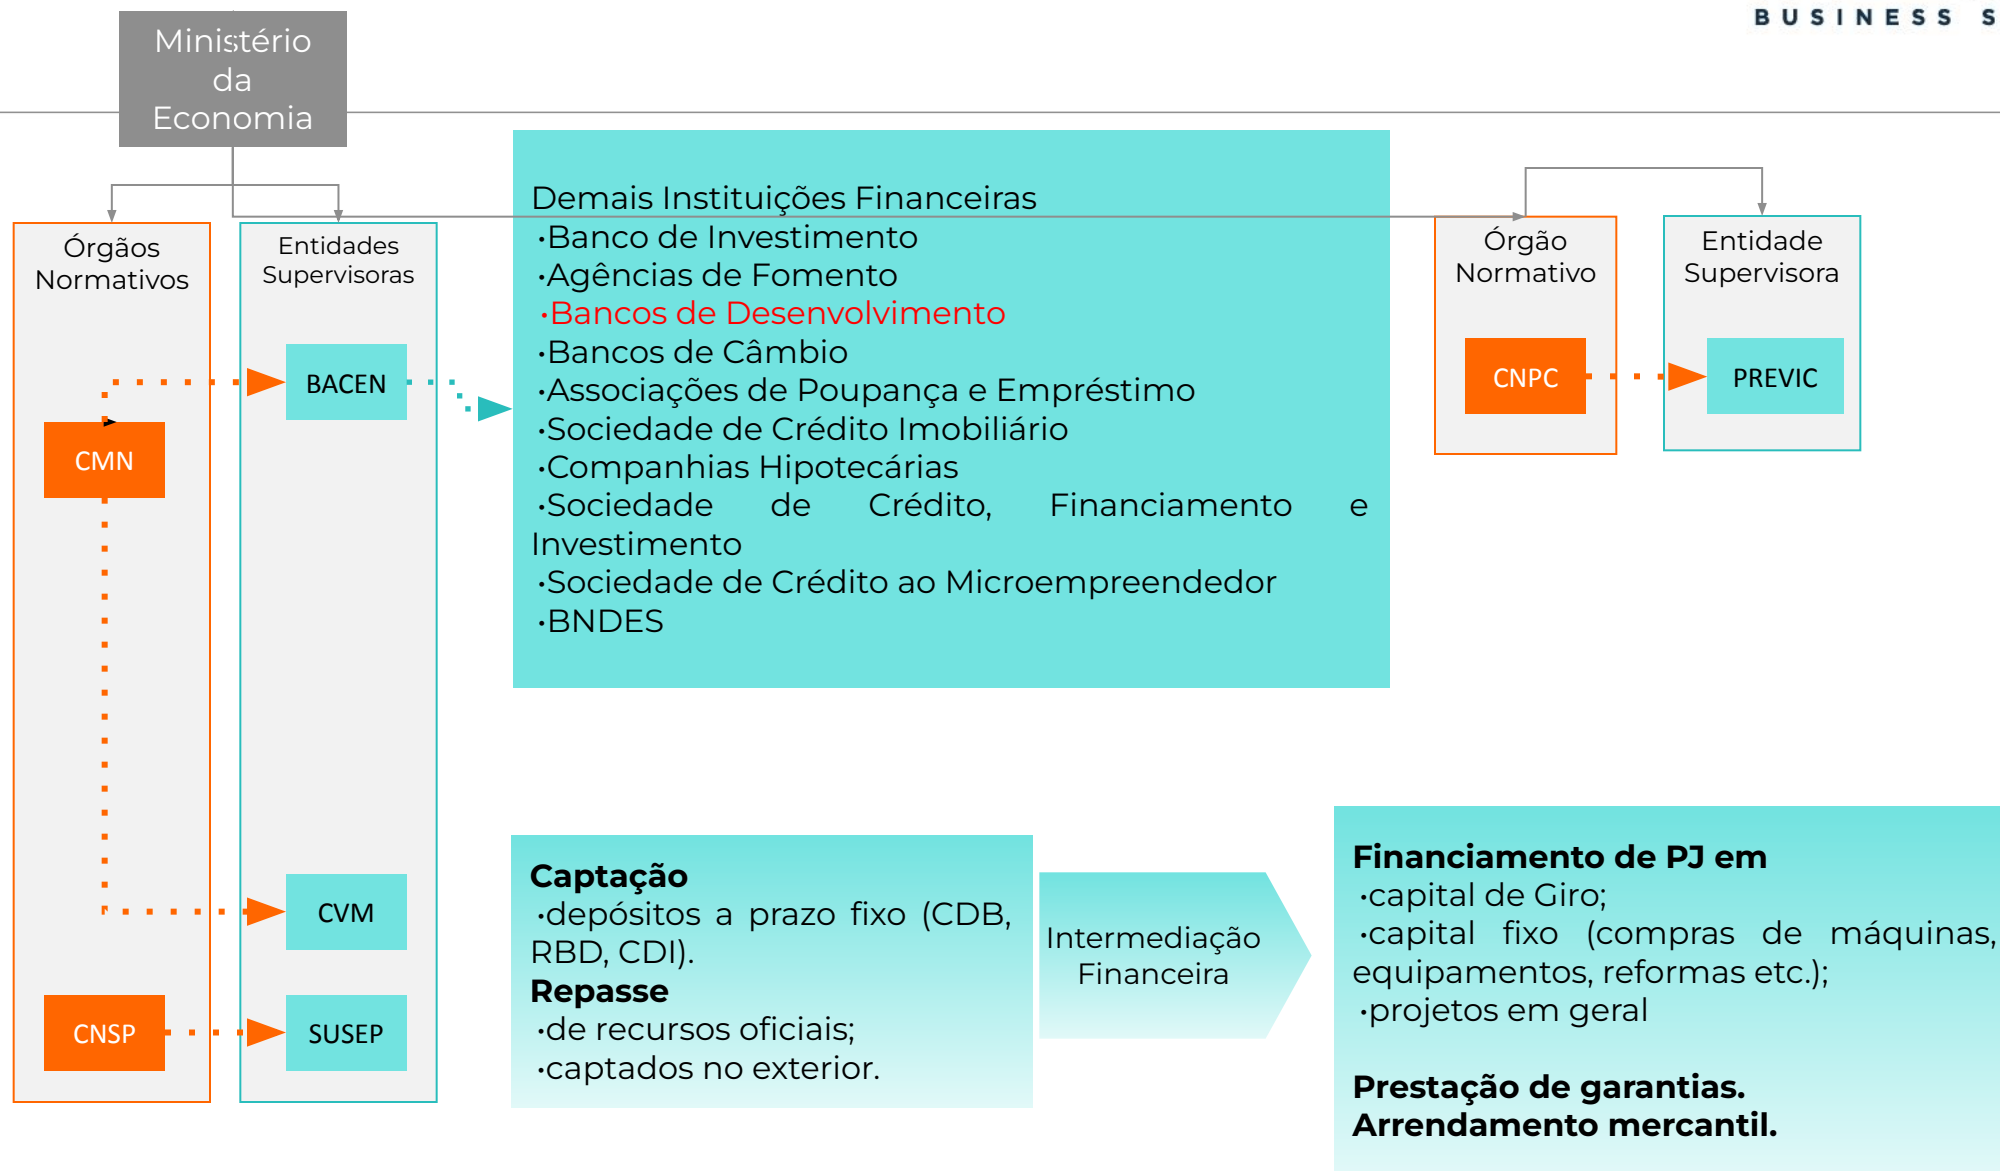 BUSINESS S
Ministério
da
Economia
Órgãos
Normativos
Entidades
Supervisoras
BACEN
CMN
CVM
CNSP
SUSEP
Demais Instituições Financeiras
•Banco de Investimento
•Agências de Fomento
•Bancos de Desenvolvimento
•Bancos de Câmbio
•Associações de Poupança e Empréstimo
•Sociedade de Crédito Imobiliário
•Companhias Hipotecárias
•Sociedade de Crédito, Financiamento e
Investimento
•Sociedade de Crédito ao Microempreendedor
•BNDES
Órgão
Normativo
Entidade
Supervisora
CNPC
PREVIC
Captação
•depósitos a prazo fixo (CDB,
RBD, CDI).
Repasse
•de recursos oficiais;
•captados no exterior.
Intermediação
Financeira
Financiamento de PJ em
•capital de Giro;
•capital fixo (compras de máquinas,
equipamentos, reformas etc.);
•projetos em geral
Prestação de garantias.
Arrendamento mercantil.